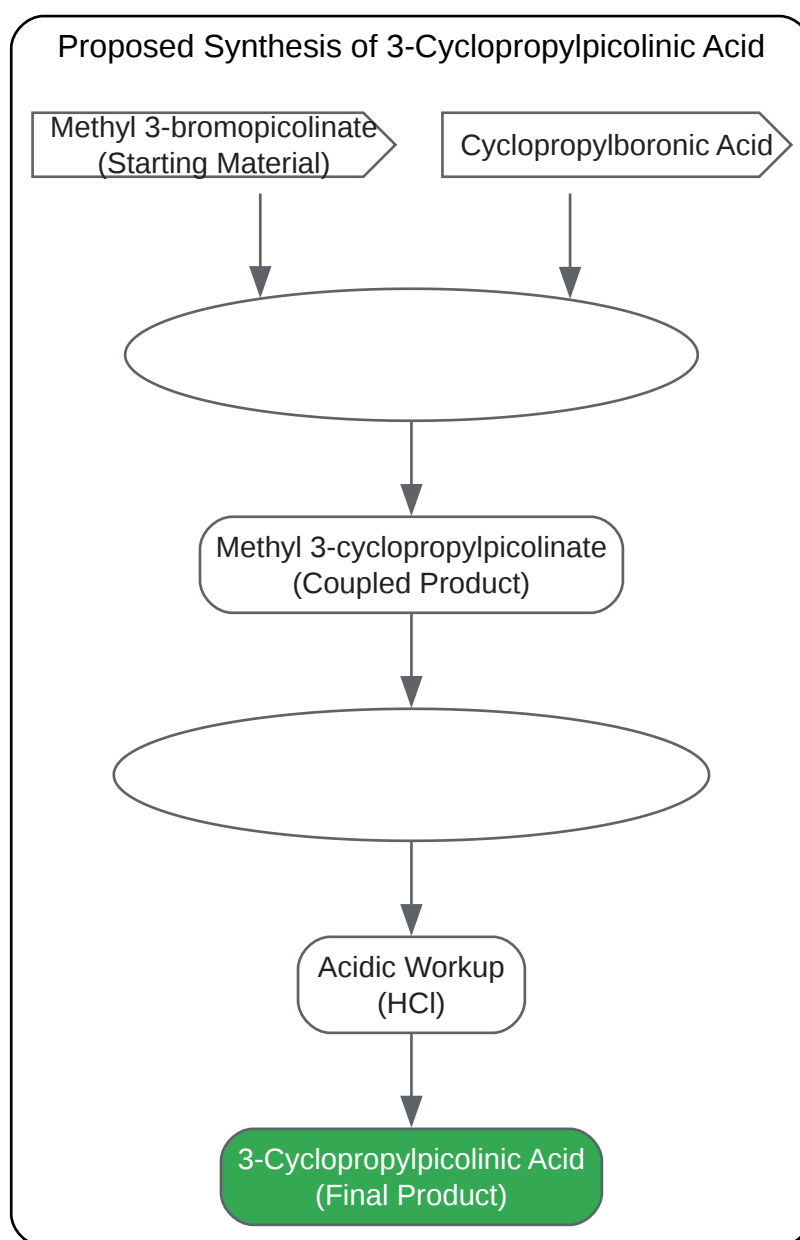 Proposed Synthesis of 3-Cyclopropylpicolinic Acid
Methyl 3-bromopicolinate
(Starting Material)
Cyclopropylboronic Acid
Methyl 3-cyclopropylpicolinate
(Coupled Product)
Acidic Workup
(HCl)
3-Cyclopropylpicolinic Acid
(Final Product)